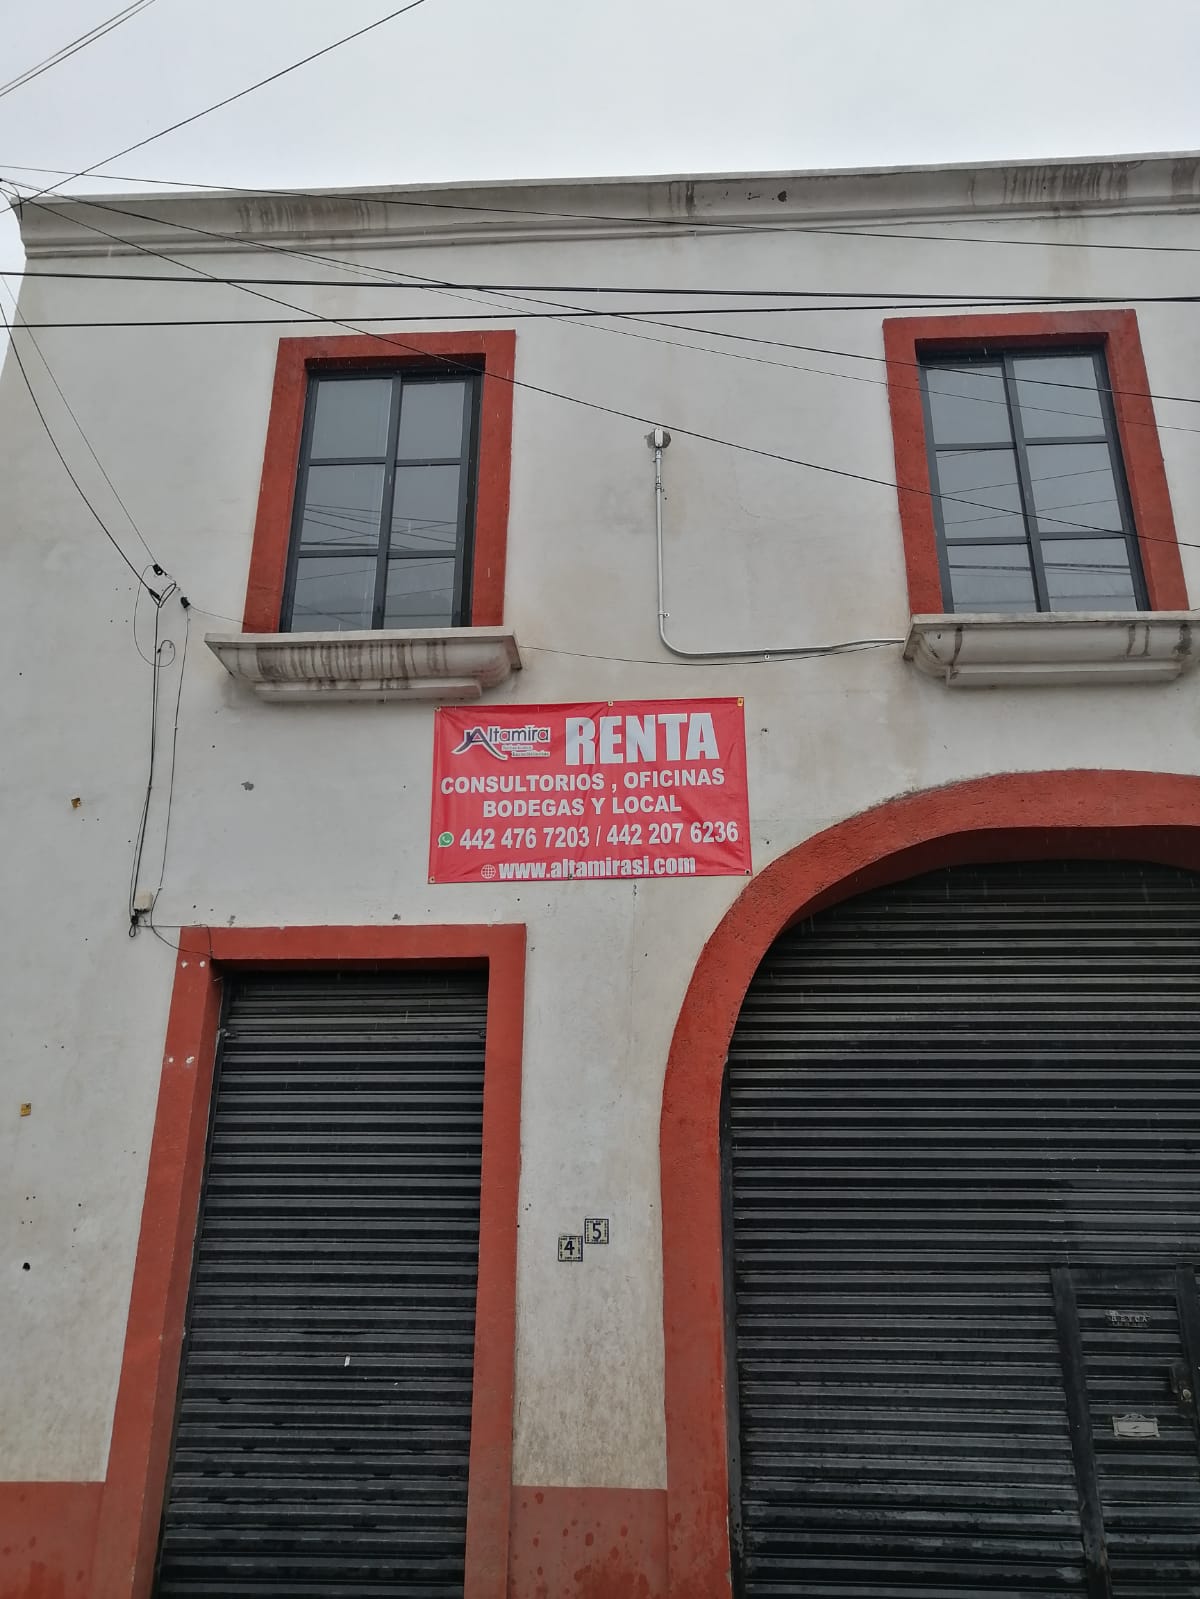 Altamira
RENTA
CONSULTORIOS , OFICINAS
BODEGAS Y LOCAL
442 476 7203 / 442 207 6236
www.altamirasi.com
4
5